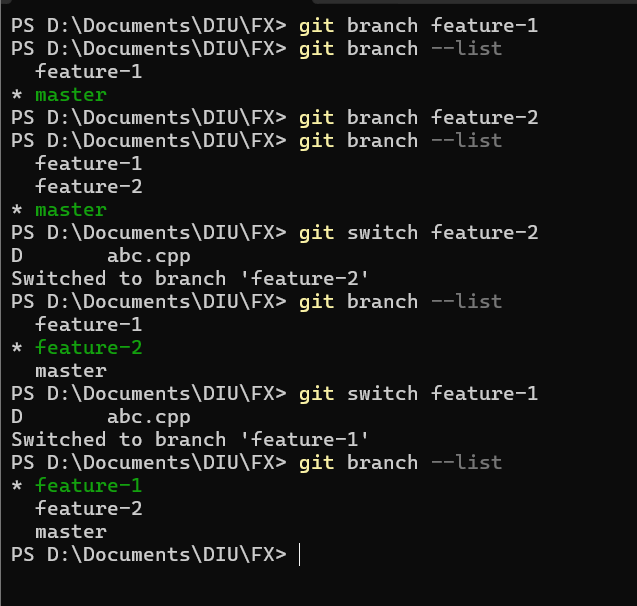 PS D:\Documents\DIU\FX> git branch feature-1
PS D:\Documents\DIU\FX> git branch --list
  feature-1
* master
PS D:\Documents\DIU\FX> git branch feature-2
PS D:\Documents\DIU\FX> git branch --list
  feature-1
  feature-2
* master
PS D:\Documents\DIU\FX> git switch feature-2
D       abc.cpp
Switched to branch 'feature-2'
PS D:\Documents\DIU\FX> git branch --list
  feature-1
* feature-2
  master
PS D:\Documents\DIU\FX> git switch feature-1
D       abc.cpp
Switched to branch 'feature-1'
PS D:\Documents\DIU\FX> git branch --list
* feature-1
  feature-2
  master
PS D:\Documents\DIU\FX>